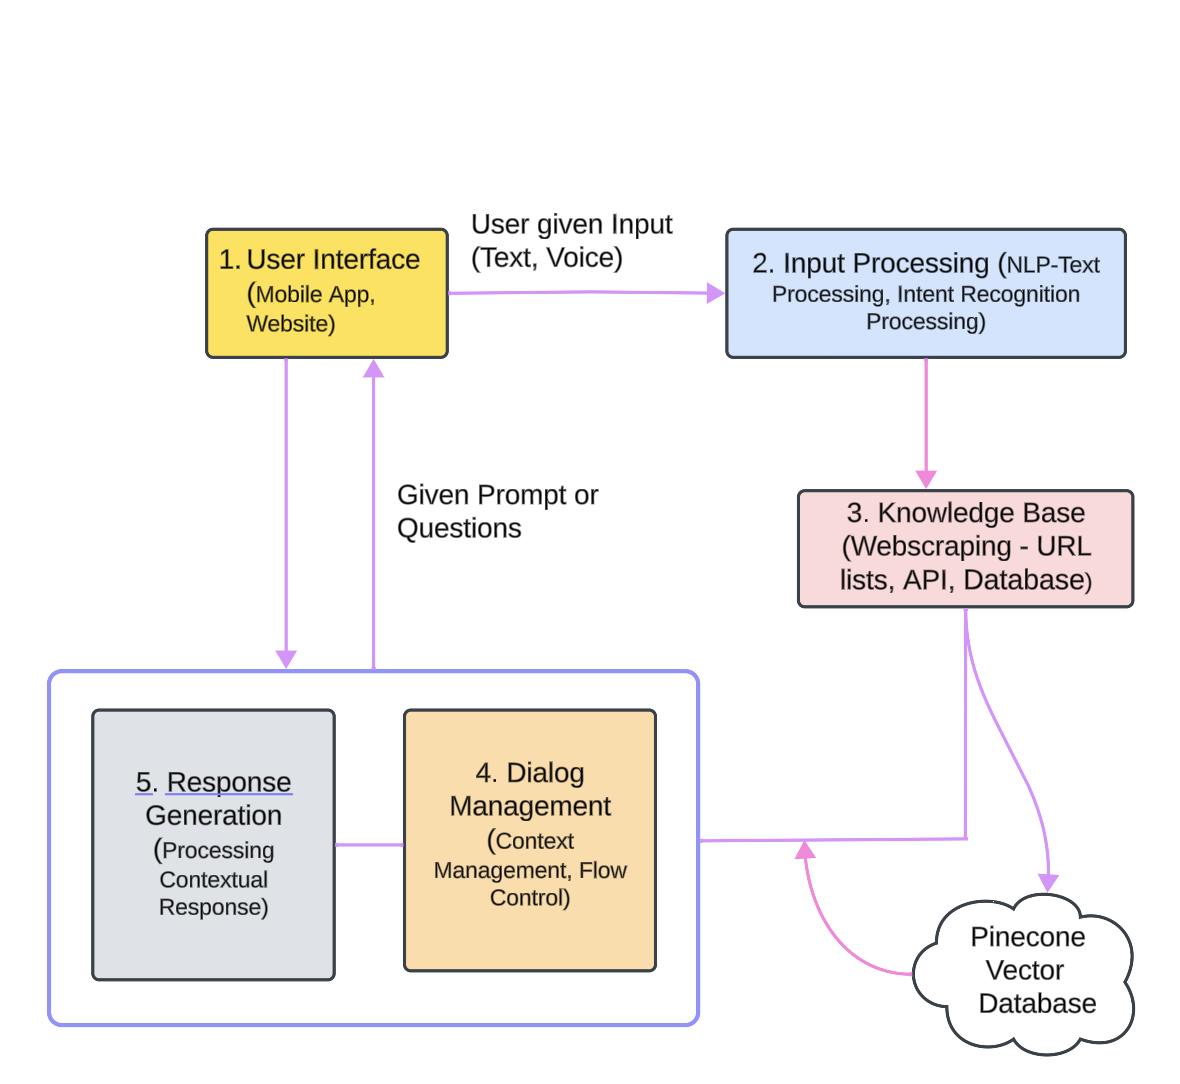 User given Input
(Text, Voice)
1. User Interface
(Mobile App,
Website)
2. Input Processing (NLP-Text
Processing, Intent Recognition
Processing)
Given Prompt or
Questions
3. Knowledge Base
(Webscraping - URL
lists, API, Database)
5. Response
Generation
(Processing
Contextual
Response)
4. Dialog
Management
(Context
Management, Flow
Control)
Pinecone
Vector
Database